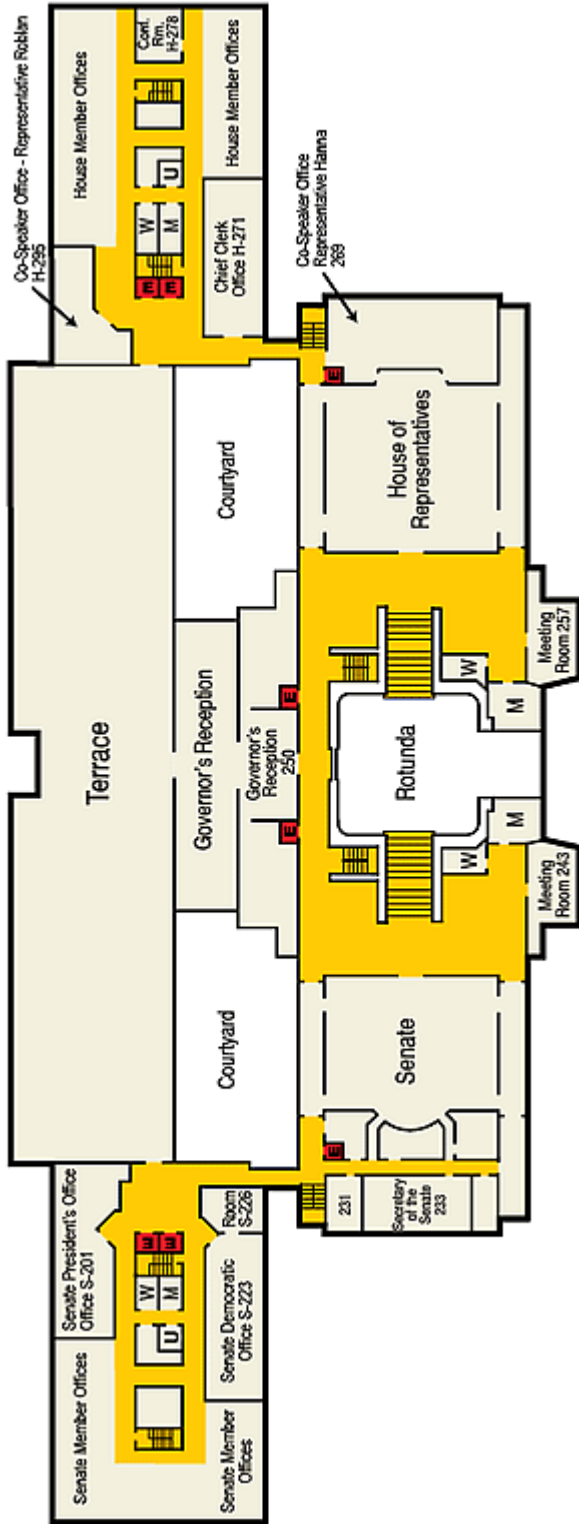 Co-Speaker Office - Representative Roblan
H-295
House Member Offices
Conf.
Rm.
H-278
U
W
M
E
E
House Member Offices
Chief Clerk
Office H-271
Co-Speaker Office
Representative Hanna
269
E
House of
Representatives
Courtyard
Terrace
Governor's Reception
Governor's
Reception
250
E
E
Rotunda
W
M
Meeting
Room 257
W
M
Meeting
Room 243
Courtyard
Senate
E
231
Secretary
of the
Senate
233
Senate President's
Office S-201
Room
S-226
E
E
W
M
U
Senate Democratic
Office S-223
Senate Member Offices
Senate Member
Offices